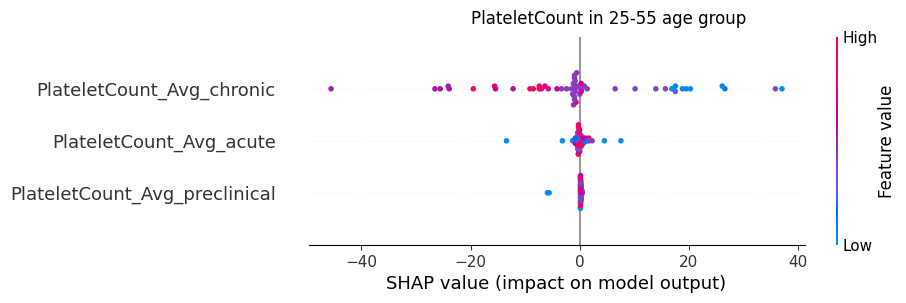 PlateletCount in 25-55 age group
High
PlateletCount_Avg_chronic
PlateletCount_Avg_acute
PlateletCount_Avg_preclinical
Feature value
Low
−40
−20
0
20
40
SHAP value (impact on model output)